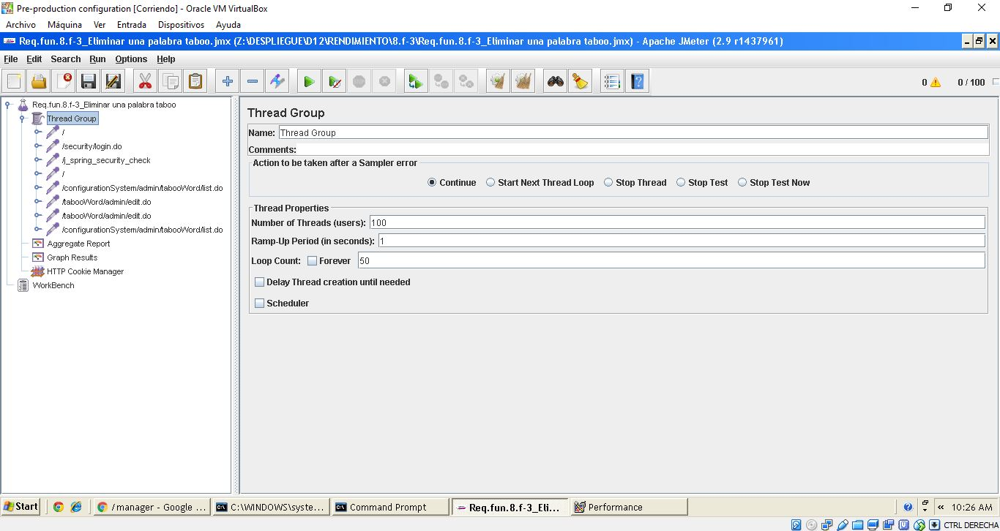 Pre-production configuration [Corriendo] - Oracle VM VirtualBox
Archivo Máquina Ver Entrada Dispositivos Ayuda
Req.fun.8.f-3_Eliminar una palabra taboo.jmx (Z:\DESPLIEGUE\D12\RENDIMIENTO\8.f-3\Req.fun.8.f-3_Eliminar una palabra taboo.jmx) - Apache JMeter (2.9 r1437961)
File Edit Search Run Options Help
0 0 / 100
Req.fun.8.f-3_Eliminar una palabra taboo
Thread Group
/
/security/login.do
/j_spring_security_check
/
/configurationSystem/admin/tabooWord/list.do
/tabooWord/admin/edit.do
/tabooWord/admin/edit.do
/configurationSystem/admin/tabooWord/list.do
Aggregate Report
Graph Results
HTTP Cookie Manager
WorkBench
Thread Group
Name: Thread Group
Comments:
Action to be taken after a Sampler error
Continue Start Next Thread Loop Stop Thread Stop Test Stop Test Now
Thread Properties
Number of Threads (users): 100
Ramp-Up Period (in seconds): 1
Loop Count: Forever 50
Delay Thread creation until needed
Scheduler
Start /manager - Google ... C:\WINDOWS\syste... Command Prompt Req.fun.8.f-3_Eli... Performance « 10:26 AM
CTRL DERECHA